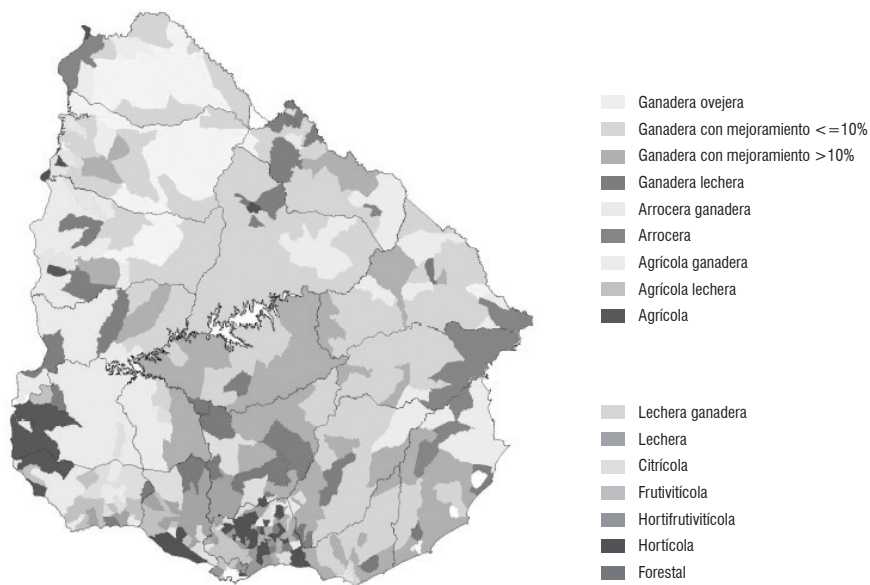 Ganadera ovejera
Ganadera con mejoramiento <=10%
Ganadera con mejoramiento >10%
Ganadera lechera
Arrocera ganadera
Arrocera
Agrícola ganadera
Agrícola lechera
Agrícola
Lechera ganadera
Lechera
Citrícola
Frutivitícola
Hortifrutivitícola
Hortícola
Forestal